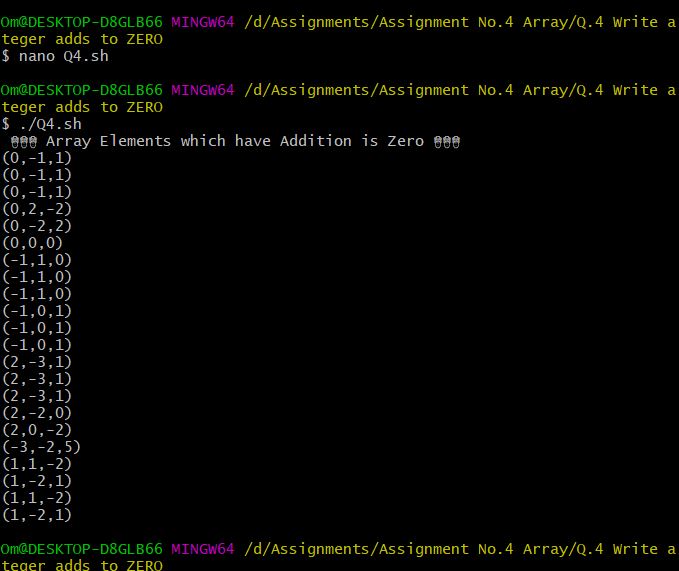 Om@DESKTOP-D8GLB66 MINGW64 /d/Assignments/Assignment No.4 Array/Q.4 Write a
teger adds to ZERO
$ nano Q4.sh
Om@DESKTOP-D8GLB66 MINGW64 /d/Assignments/Assignment No.4 Array/Q.4 Write a
teger adds to ZERO
$ ./Q4.sh
Array Elements which have Addition is Zero
(0,-1,1)
(0,-1,1)
(0,-1,1)
(0,2,-2)
(0,-2,2)
(0,0,0)
(-1,1,0)
(-1,1,0)
(-1,1,0)
(-1,0,1)
(-1,0,1)
(-1,0,1)
(2,-3,1)
(2,-3,1)
(2,-3,1)
(2,-2,0)
(2,0,-2)
(-3,-2,5)
(1,1,-2)
(1,-2,1)
(1,1,-2)
(1,-2,1)
Om@DESKTOP-D8GLB66 MINGW64 /d/Assignments/Assignment No.4 Array/Q.4 Write a
teger adds to ZERO